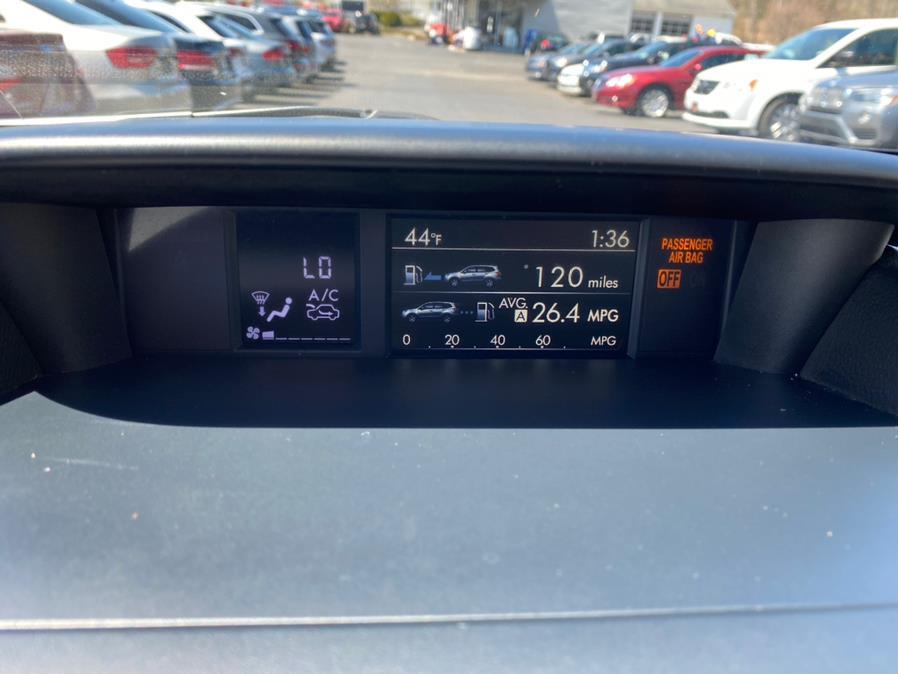 44°F 1:36
LO
120 miles
A/C
AVG.
A 26.4 MPG
0 20 40 60 MPG
PASSENGER
AIR BAG
OFF ON